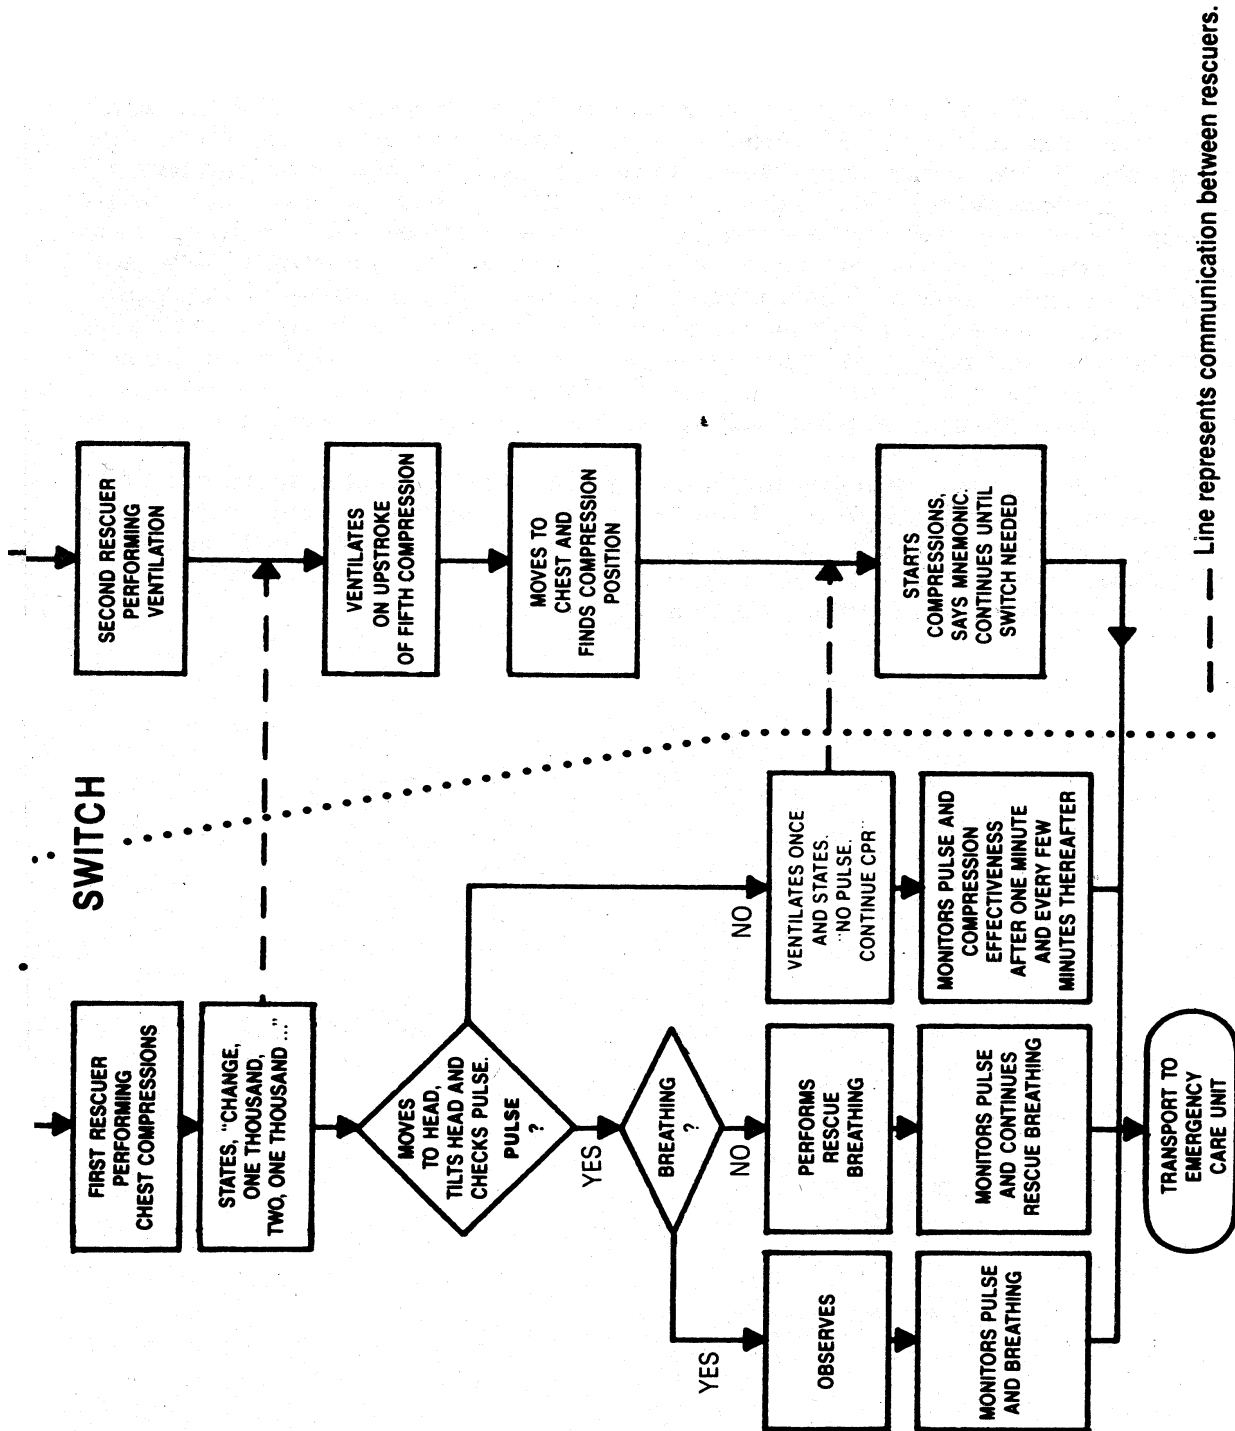 SWITCH
FIRST RESCUER
PERFORMING
CHEST COMPRESSIONS
STATES, "CHANGE,
ONE THOUSAND,
TWO, ONE THOUSAND ..."
MOVES
TO HEAD,
TILTS HEAD AND
CHECKS PULSE.
PULSE
?
YES
NO
BREATHING
?
YES
NO
OBSERVES
MONITORS PULSE
AND BREATHING
PERFORMS
RESCUE
BREATHING
MONITORS PULSE
AND CONTINUES
RESCUE BREATHING
VENTILATES ONCE
AND STATES.
"NO PULSE.
CONTINUE CPR"
MONITORS PULSE AND
COMPRESSION
EFFECTIVENESS
AFTER ONE MINUTE
AND EVERY FEW
MINUTES THEREAFTER
SECOND RESCUER
PERFORMING
VENTILATION
VENTILATES
ON UPSTROKE
OF FIFTH COMPRESSION
MOVES TO
CHEST AND
FINDS COMPRESSION
POSITION
STARTS
COMPRESSIONS,
SAYS MNEMONIC.
CONTINUES UNTIL
SWITCH NEEDED
TRANSPORT TO
EMERGENCY
CARE UNIT
Line represents communication between rescuers.